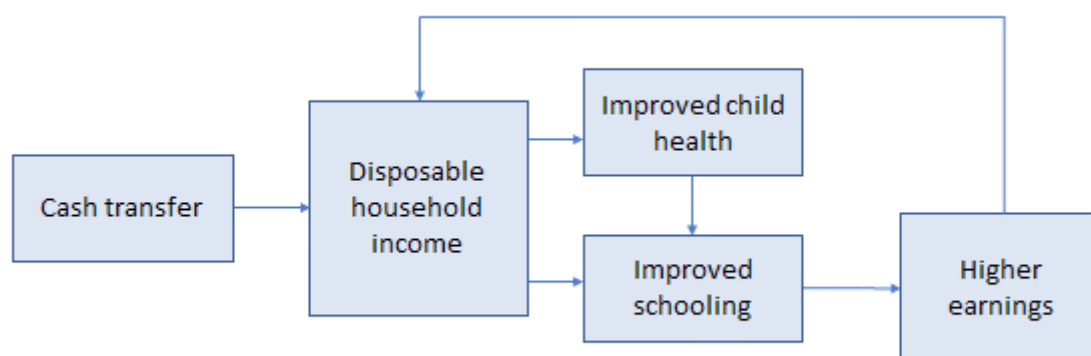 Cash transfer
Disposable
household
income
Improved child
health
Improved
schooling
Higher
earnings